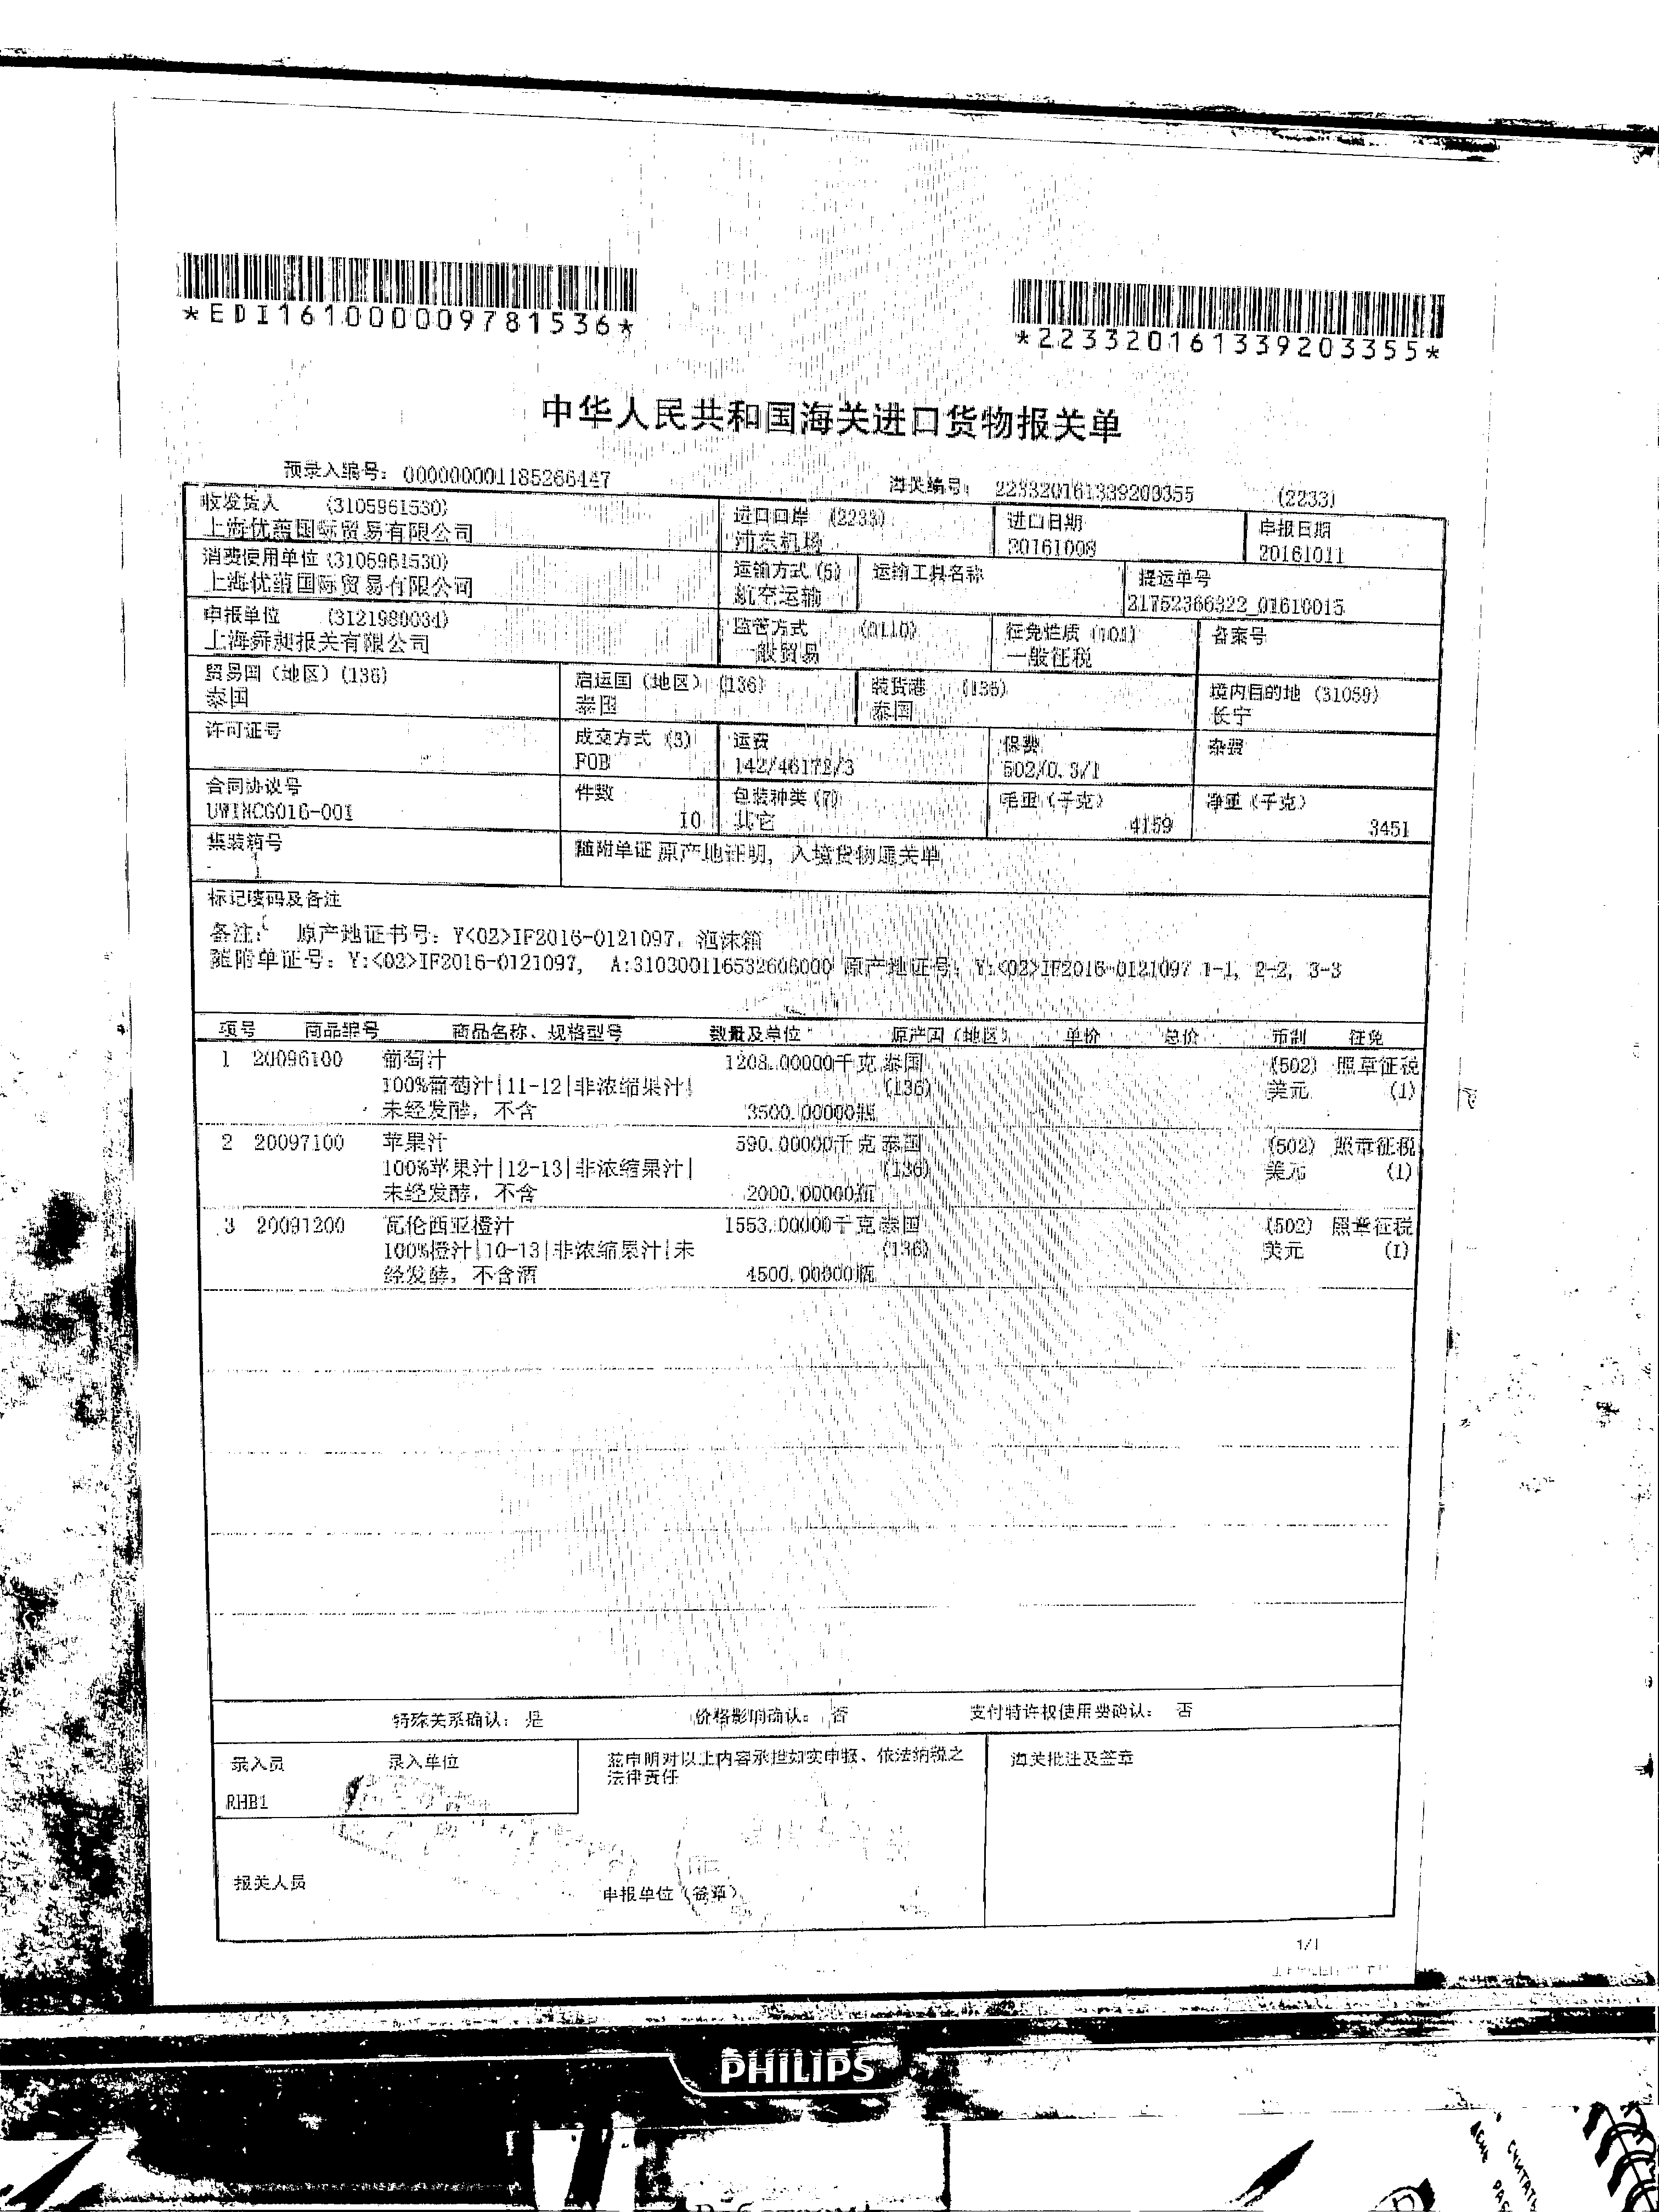 *EDI161000009781536*
*223320161339203355*
中华人民共和国海关进口货物报关单
预录入编号: 000000001185266447 海关编号: 223320161339203355 (2233)
收发货人 (3105961530) 进口口岸 (2233) 进口日期 申报日期
上海优蓝国际贸易有限公司 浦东机场 20161008 20161011
消费使用单位 (3105961530) 运输方式 (5) 运输工具名称 提运单号
上海优蓝国际贸易有限公司 航空运输 21752366322_01610015
申报单位 (3121980034) 监管方式 (0110) 征免性质 (101) 备案号
上海舜昶报关有限公司 一般贸易 一般征税
贸易国（地区）(136) 启运国（地区）(136) 装货港 (136) 境内目的地 (31059)
泰国 泰国 泰国 长宁
许可证号 成交方式 (3) 运费 保费 杂费
FOB 142/46172/3 502/0.3/1
合同协议号 件数 包装种类 (7) 毛重（千克） 净重（千克）
UWINCG016-001 10 其它 4159 3451
集装箱号 随附单证 原产地证明, 入境货物通关单
标记唛码及备注
备注: 原产地证书号: Y<02>IF2016-0121097, 泡沫箱
随附单证号: Y:<02>IF2016-0121097, A:310300116532606000 原产地证号: Y:<02>IF2016-0121097 1-1, 2-2, 3-3
项号 商品编号 商品名称、规格型号 数量及单位 原产国（地区） 单价 总价 币制 征免
1 20096100 葡萄汁 1208.00000千克 泰国 (502) 照章征税
100%葡萄汁|11-12|非浓缩果汁| (136) 美元 (1)
未经发酵, 不含 3500.00000瓶
2 20097100 苹果汁 590.00000千克 泰国 (502) 照章征税
100%苹果汁|12-13|非浓缩果汁| (136) 美元 (1)
未经发酵, 不含 2000.00000瓶
3 20091200 瓦伦西亚橙汁 1553.00000千克 泰国 (502) 照章征税
100%橙汁|10-13|非浓缩果汁|未 (136) 美元 (1)
经发酵, 不含酒 4500.00000瓶
特殊关系确认: 是 价格影响确认: 否 支付特许权使用费确认: 否
录入员 录入单位 兹申明对以上内容承担如实申报、依法纳税之 海关批注及签章
法律责任
RHB1
报关人员 申报单位（签章）
1/1
PHILIPS